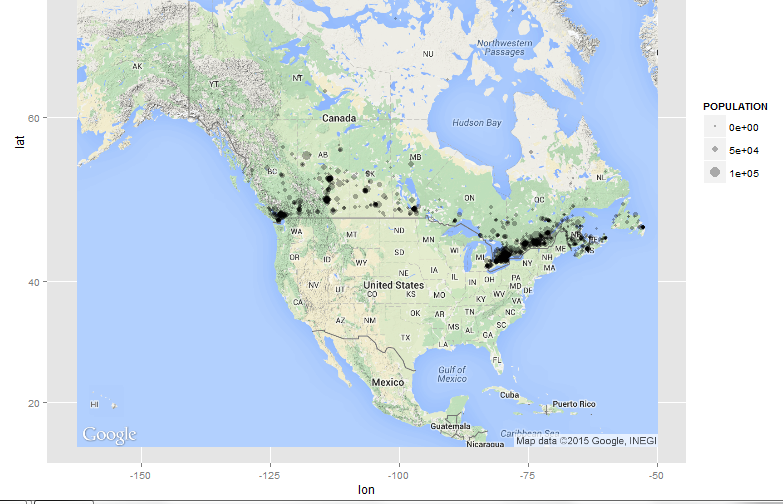 lat
60
40
20
AK
YT
NT
NU
Northwestern
Passages
Canada
Hudson Bay
BC
AB
SK
MB
ON
QC
NL
WA
MT
ND
MN
OR
ID
WY
SD
WI
MI
NY
NH
ME
MA
NV
UT
CO
NE
IA
IL
IN
OH
PA
MD
DE
United States
CA
KS
MO
KY
WV
VA
AZ
NM
OK
AR
TN
NC
MS
AL
SC
GA
TX
LA
FL
Gulf of
Mexico
Mexico
Cuba
Puerto Rico
HI
Guatemala
Caribbean Sea
Nicaragua
Google
Map data ©2015 Google, INEGI
-150
-125
-100
-75
-50
lon
POPULATION
0e+00
5e+04
1e+05